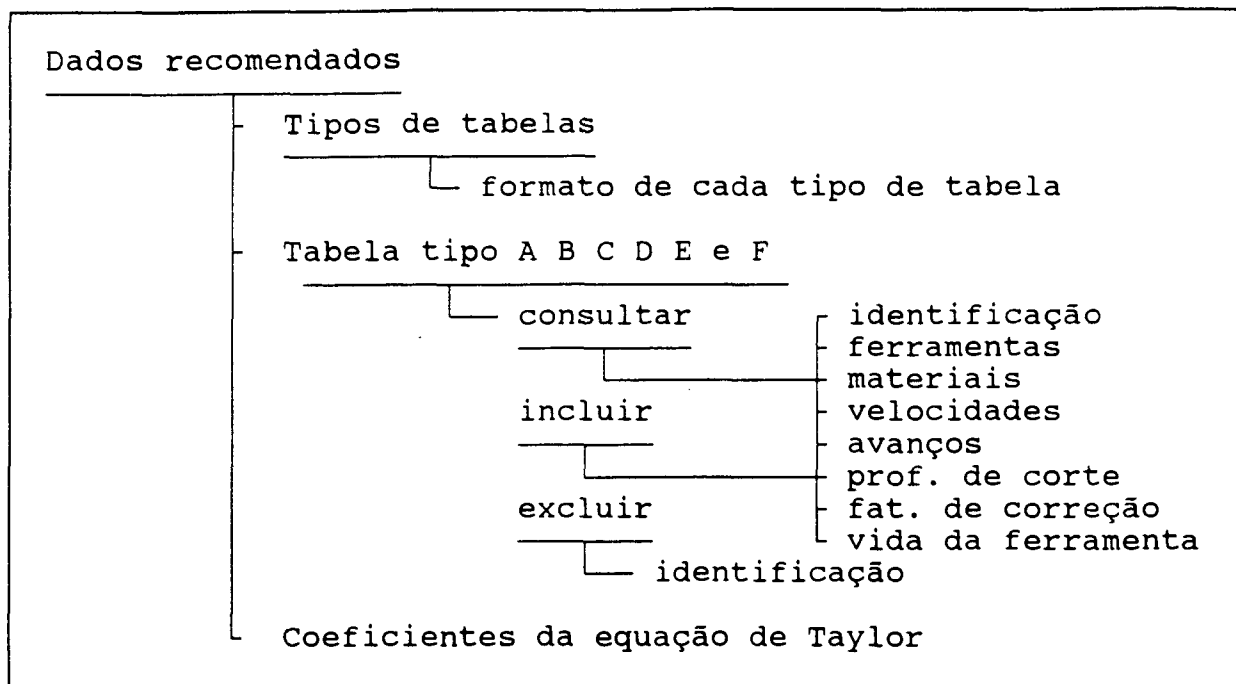 Dados recomendados
Tipos de tabelas
formato de cada tipo de tabela
Tabela tipo A B C D E e F
consultar
identificação
ferramentas
materiais
incluir
velocidades
avanços
prof. de corte
excluir
fat. de correção
vida da ferramenta
identificação
Coeficientes da equação de Taylor